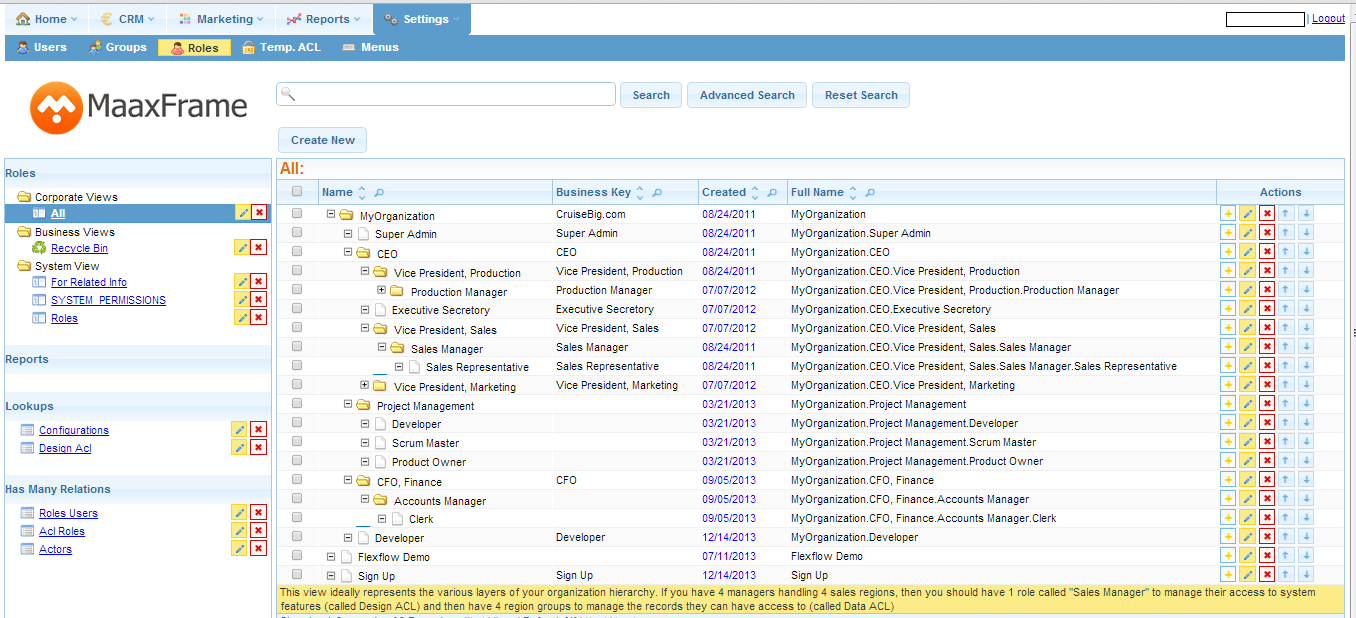 Home CRM Marketing Reports Settings | Logout
Users Groups Roles Temp. ACL Menus
MaaxFrame
Search Advanced Search Reset Search
Create New
Roles
Corporate Views
All
Business Views
Recycle Bin
System View
For Related Info
SYSTEM_PERMISSIONS
Roles
Reports
Lookups
Configurations
Design Acl
Has Many Relations
Roles Users
Acl Roles
Actors
All:
Name Business Key Created Full Name Actions
MyOrganization CruiseBig.com 08/24/2011 MyOrganization
Super Admin Super Admin 08/24/2011 MyOrganization.Super Admin
CEO CEO 08/24/2011 MyOrganization.CEO
Vice President, Production Vice President, Production 08/24/2011 MyOrganization.CEO.Vice President, Production
Production Manager Production Manager 07/07/2012 MyOrganization.CEO.Vice President, Production.Production Manager
Executive Secretory Executive Secretory 07/07/2012 MyOrganization.CEO.Executive Secretory
Vice President, Sales Vice President, Sales 07/07/2012 MyOrganization.CEO.Vice President, Sales
Sales Manager Sales Manager 08/24/2011 MyOrganization.CEO.Vice President, Sales.Sales Manager
Sales Representative Sales Representative 08/24/2011 MyOrganization.CEO.Vice President, Sales.Sales Manager.Sales Representative
Vice President, Marketing Vice President, Marketing 07/07/2012 MyOrganization.CEO.Vice President, Marketing
Project Management 03/21/2013 MyOrganization.Project Management
Developer 03/21/2013 MyOrganization.Project Management.Developer
Scrum Master 03/21/2013 MyOrganization.Project Management.Scrum Master
Product Owner 03/21/2013 MyOrganization.Project Management.Product Owner
CFO, Finance CFO 09/05/2013 MyOrganization.CFO, Finance
Accounts Manager 09/05/2013 MyOrganization.CFO, Finance.Accounts Manager
Clerk 09/05/2013 MyOrganization.CFO, Finance.Accounts Manager.Clerk
Developer Developer 12/14/2013 MyOrganization.Developer
Flexflow Demo 07/11/2013 Flexflow Demo
Sign Up Sign Up 12/14/2013 Sign Up
This view ideally represents the various layers of your organization hierarchy. If you have 4 managers handling 4 sales regions, then you should have 1 role called "Sales Manager" to manage their access to system
features (called Design ACL) and then have 4 region groups to manage the records they can have access to (called Data ACL)